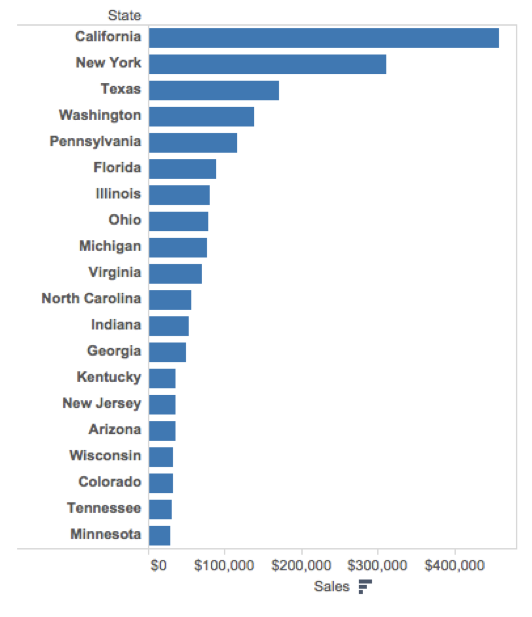 State
California
New York
Texas
Washington
Pennsylvania
Florida
Illinois
Ohio
Michigan
Virginia
North Carolina
Indiana
Georgia
Kentucky
New Jersey
Arizona
Wisconsin
Colorado
Tennessee
Minnesota
$0 $100,000 $200,000 $300,000 $400,000
Sales